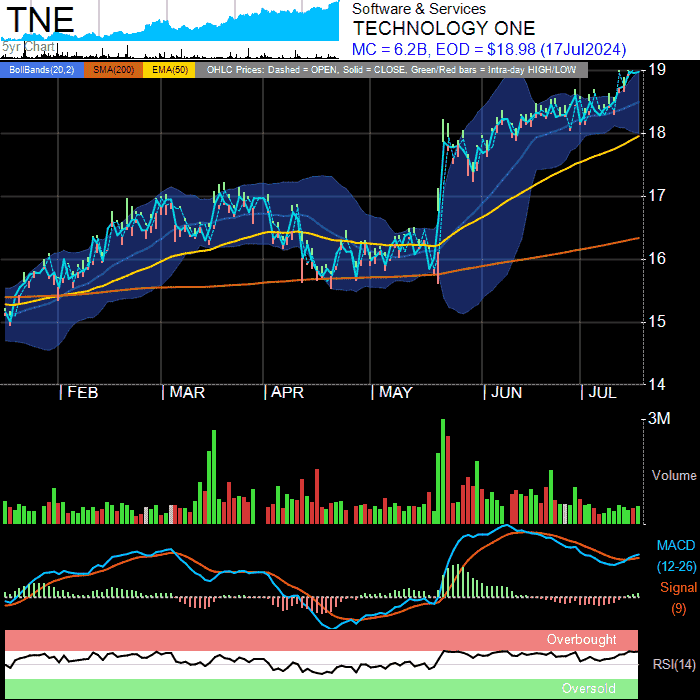 TNE
5yr Chart
Software & Services
TECHNOLOGY ONE
MC = 6.2B, EOD = $18.98 (17Jul2024)
BollBands(20,2) SMA(200) EMA(50) OHLC Prices: Dashed = OPEN, Solid = CLOSE, Green/Red bars = Intra-day HIGH/LOW
19
18
17
16
15
14
FEB MAR APR MAY JUN JUL
3M
Volume
MACD
(12-26)
Signal
(9)
Overbought
RSI(14)
Oversold